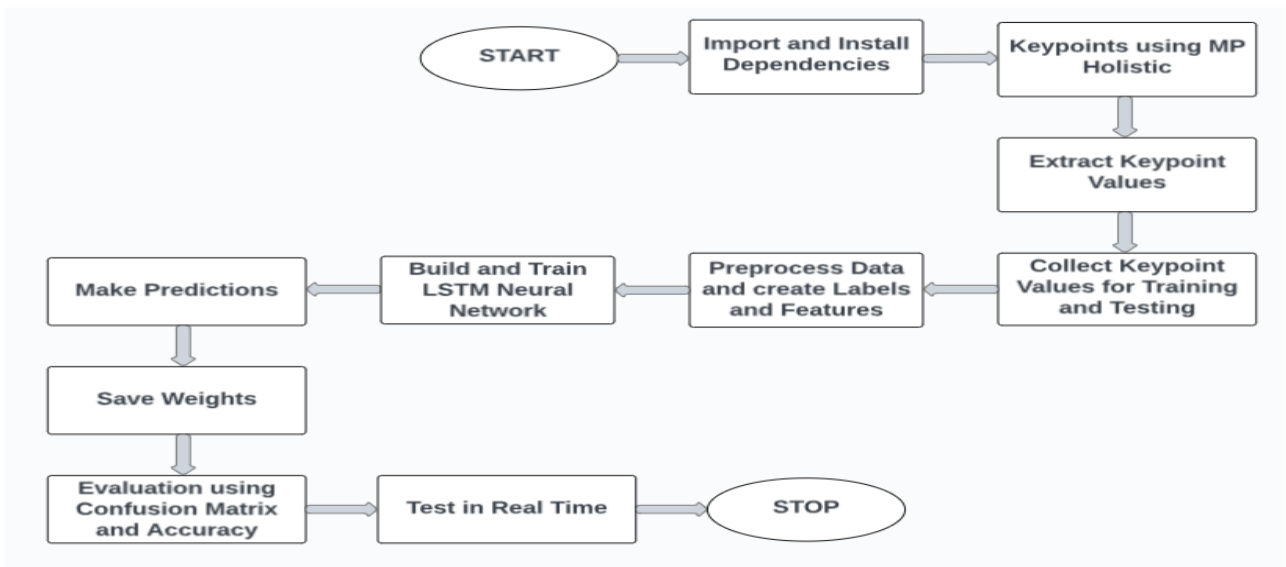 START
Import and Install
Dependencies
Keypoints using MP
Holistic
Extract Keypoint
Values
Collect Keypoint
Values for Training
and Testing
Preprocess Data
and create Labels
and Features
Build and Train
LSTM Neural
Network
Make Predictions
Save Weights
Evaluation using
Confusion Matrix
and Accuracy
Test in Real Time
STOP